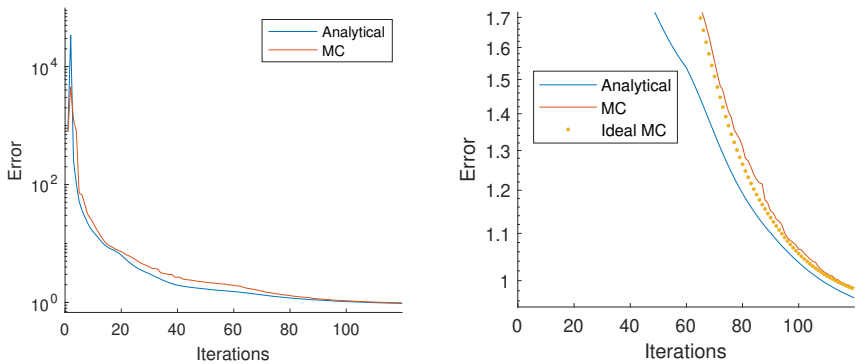 Analytical
MC
10^4
10^2
10^0
Error
0 20 40 60 80 100
Iterations
Analytical
MC
Ideal MC
1.7
1.6
1.5
1.4
1.3
1.2
1.1
1
Error
0 20 40 60 80 100
Iterations